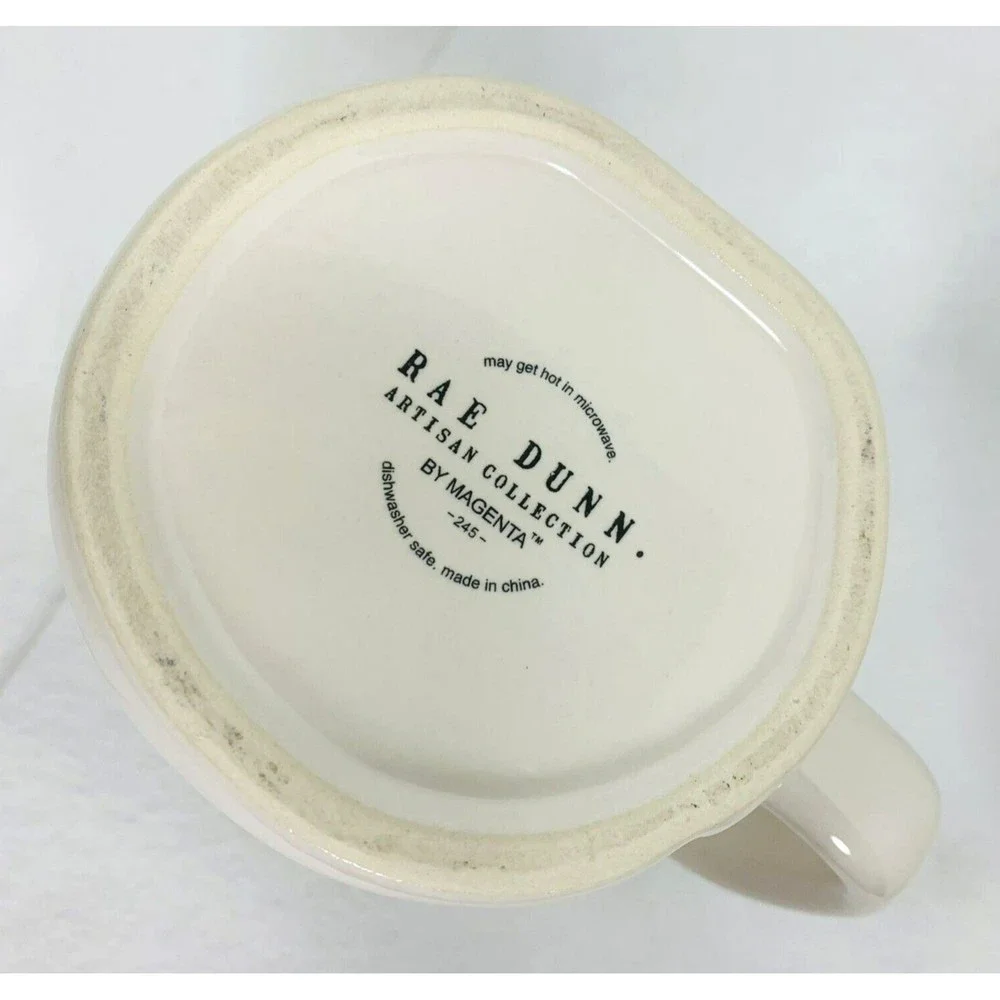 may get hot in microwave.
RAE DUNN.
ARTISAN COLLECTION
BY MAGENTA™
-245-
dishwasher safe. made in china.